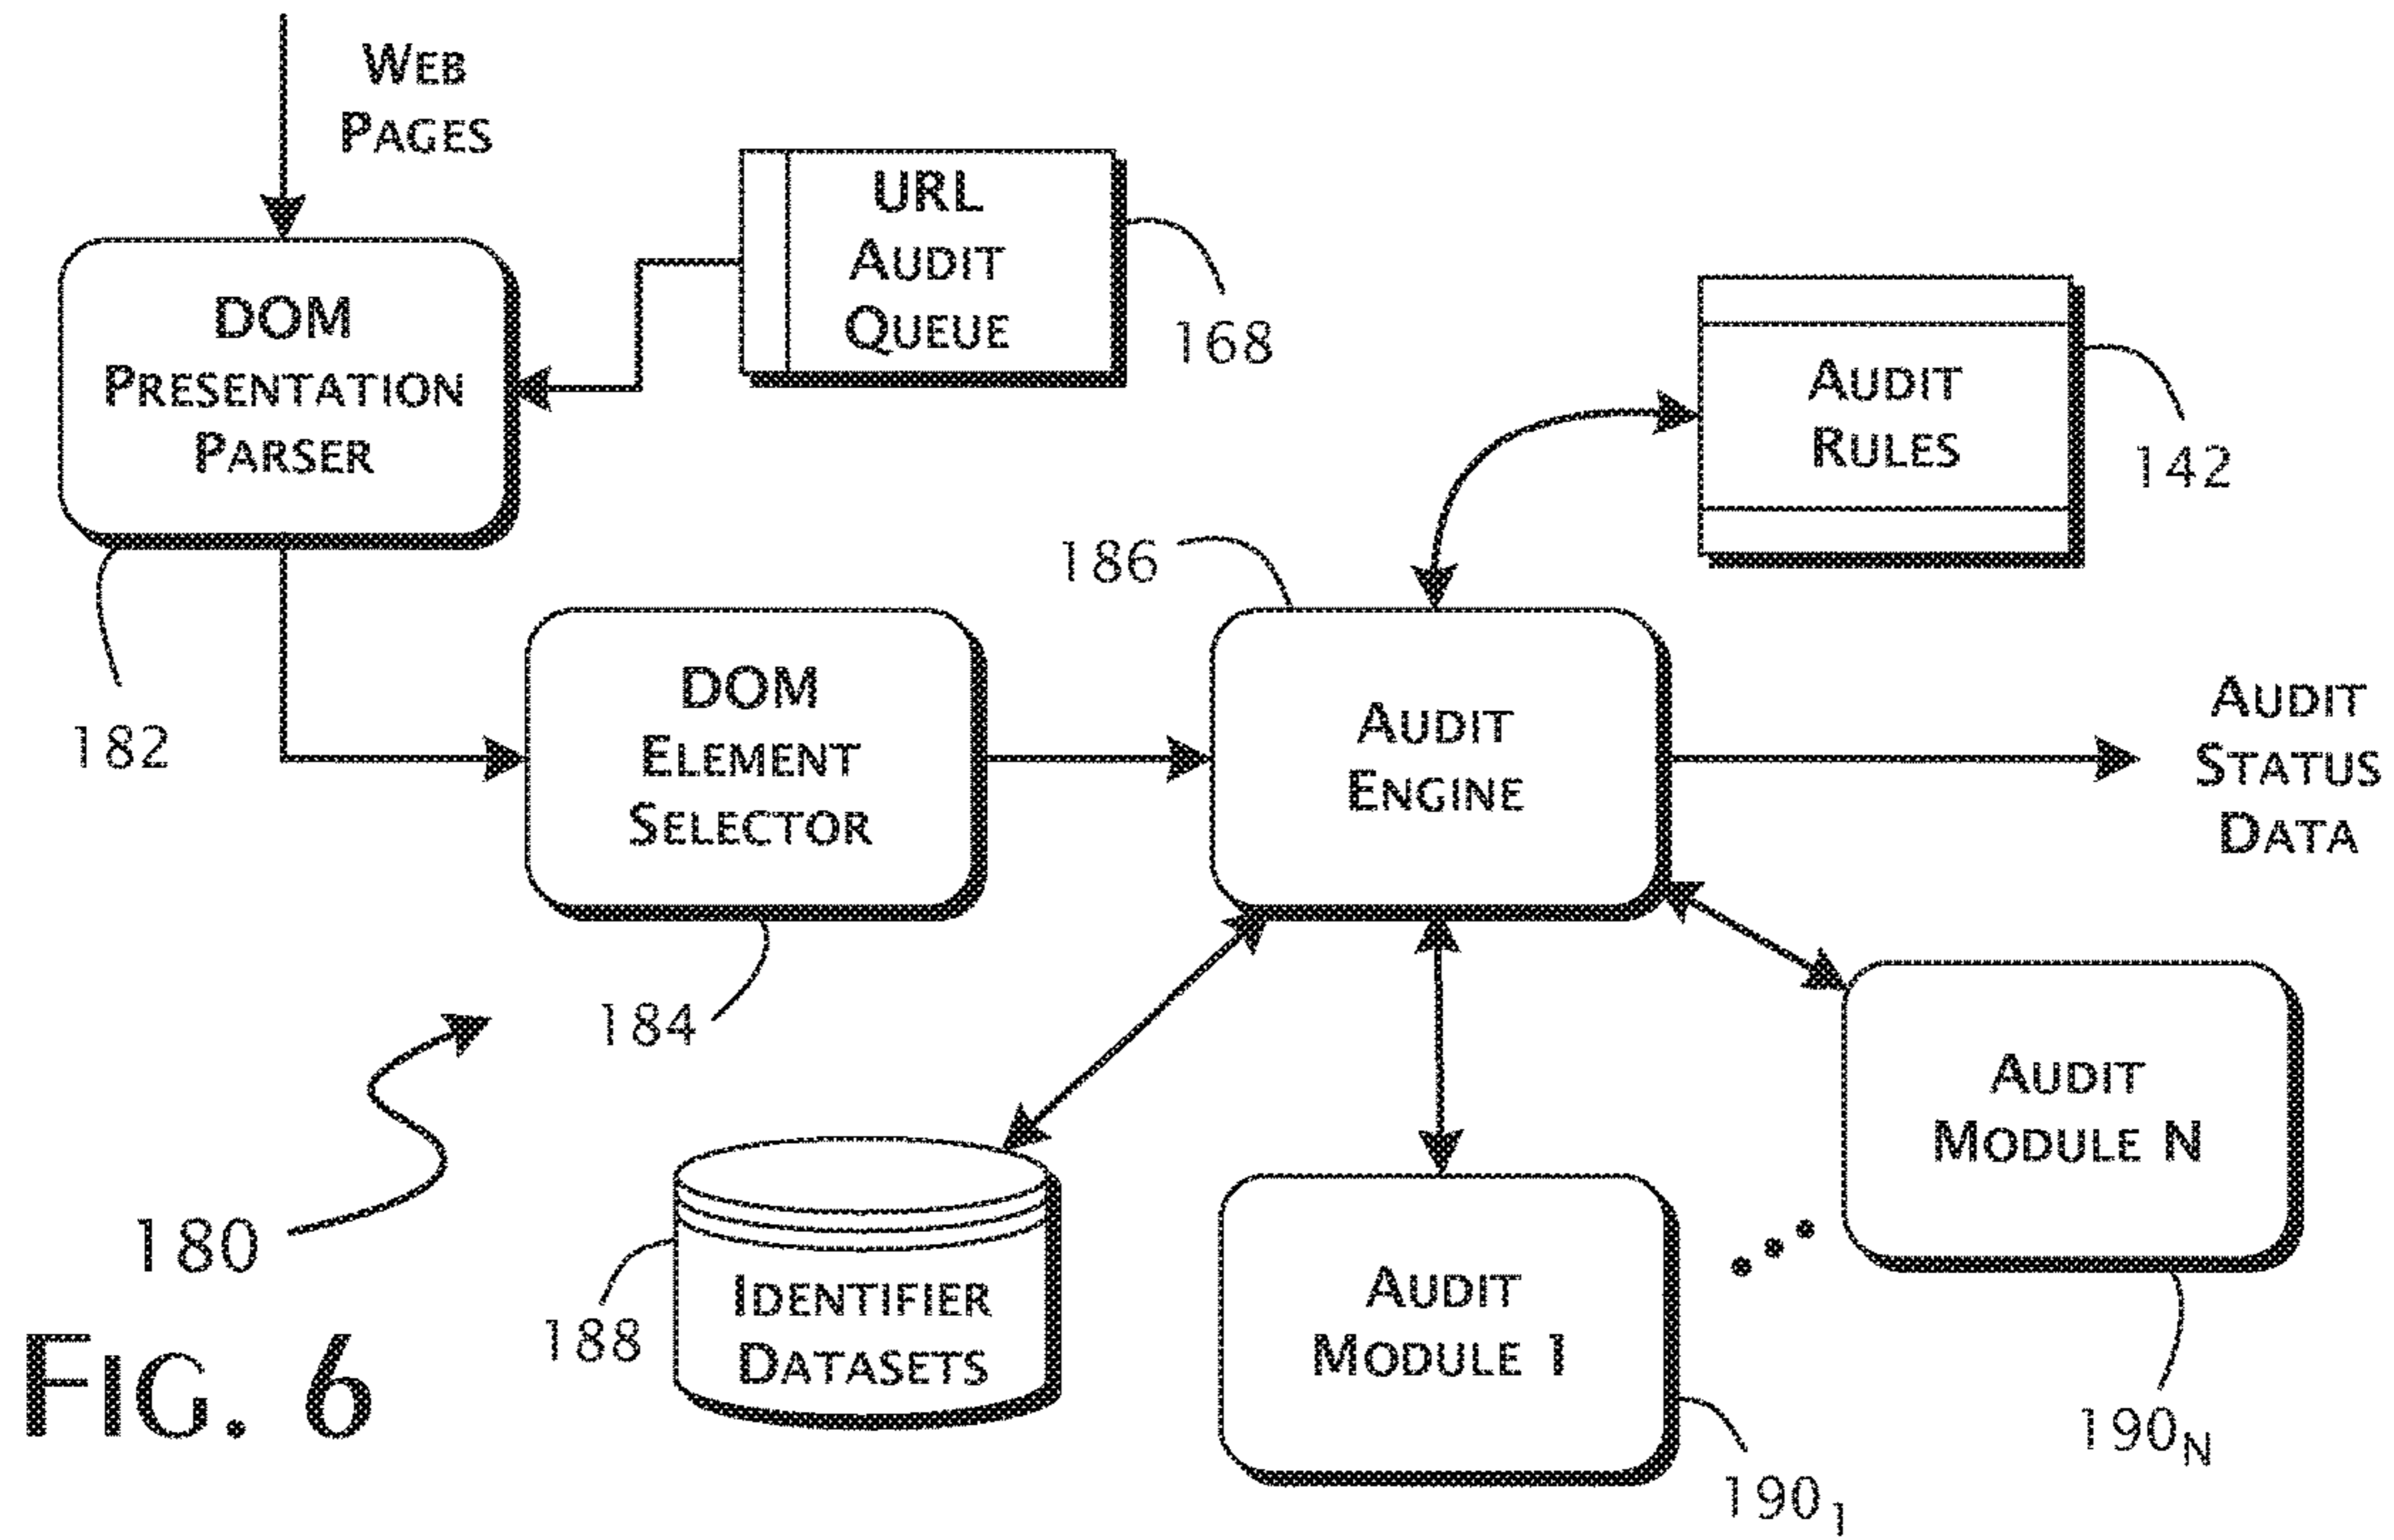 WEB
PAGES
URL
AUDIT
QUEUE
168
DOM
PRESENTATION
PARSER
182
AUDIT
RULES
142
186
DOM
ELEMENT
SELECTOR
184
AUDIT
ENGINE
AUDIT
STATUS
DATA
180
IDENTIFIER
DATASETS
188
AUDIT
MODULE 1
190₁
AUDIT
MODULE N
190N
FIG. 6